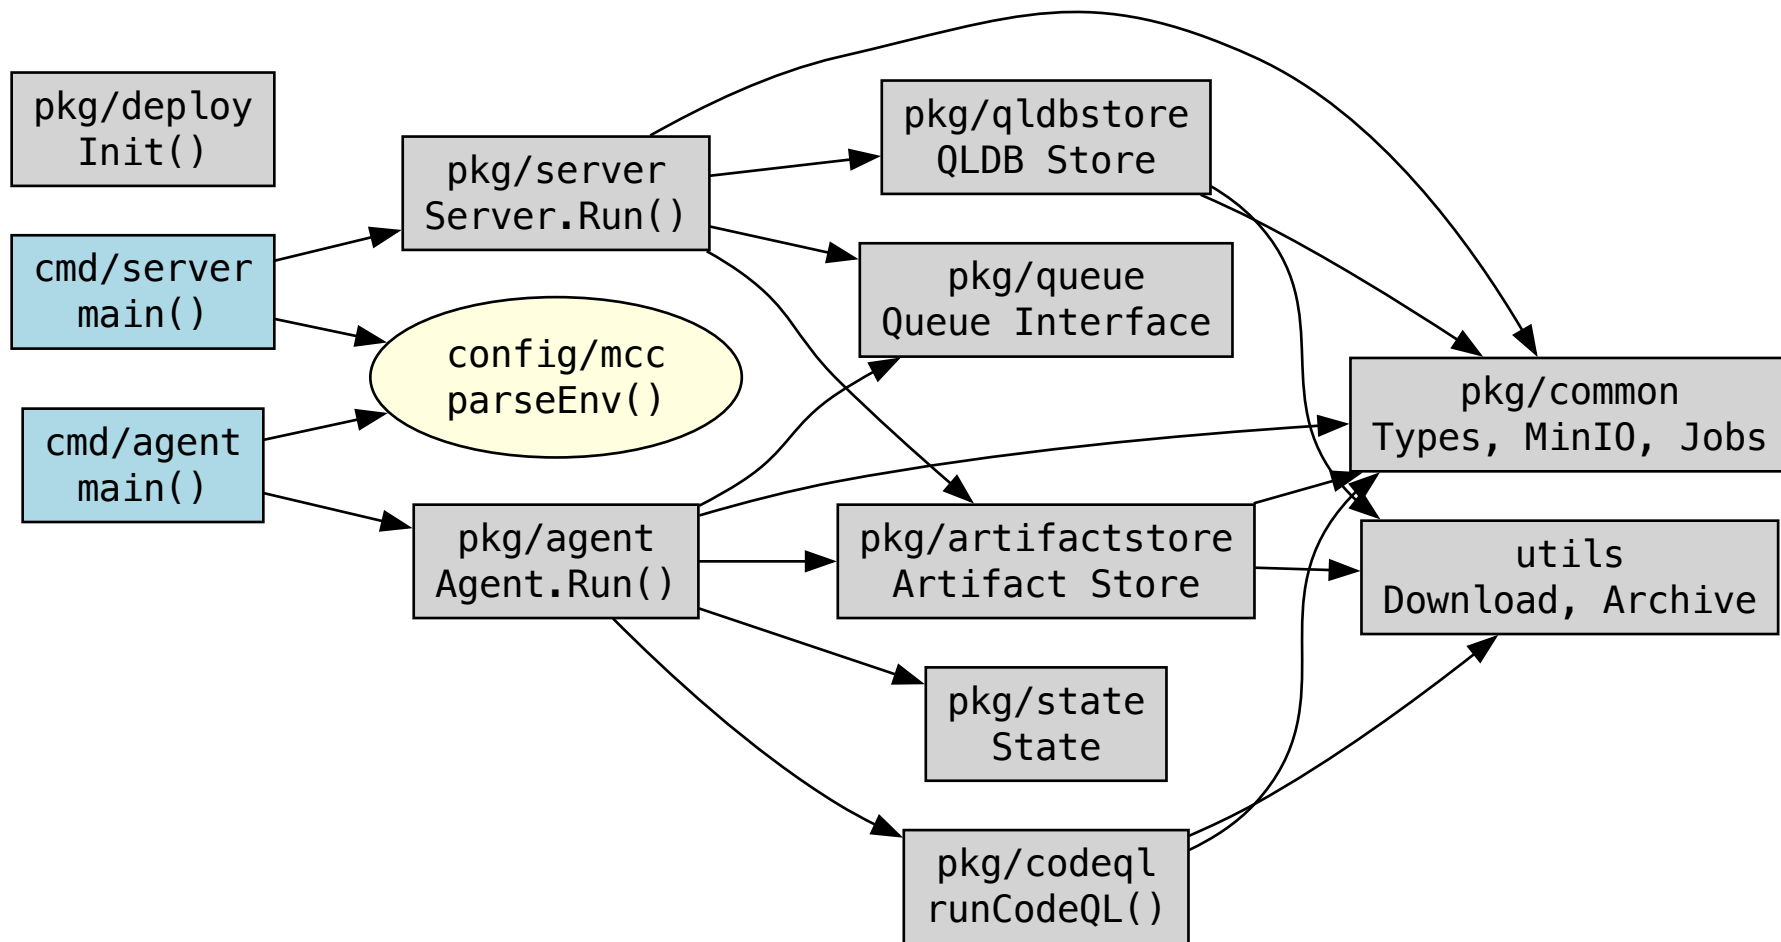 pkg/deploy
Init()
cmd/server
main()
cmd/agent
main()
pkg/server
Server.Run()
config/mcc
parseEnv()
pkg/agent
Agent.Run()
pkg/qldbstore
QLDB Store
pkg/queue
Queue Interface
pkg/artifactstore
Artifact Store
pkg/state
State
pkg/codeql
runCodeQL()
pkg/common
Types, MinIO, Jobs
utils
Download, Archive